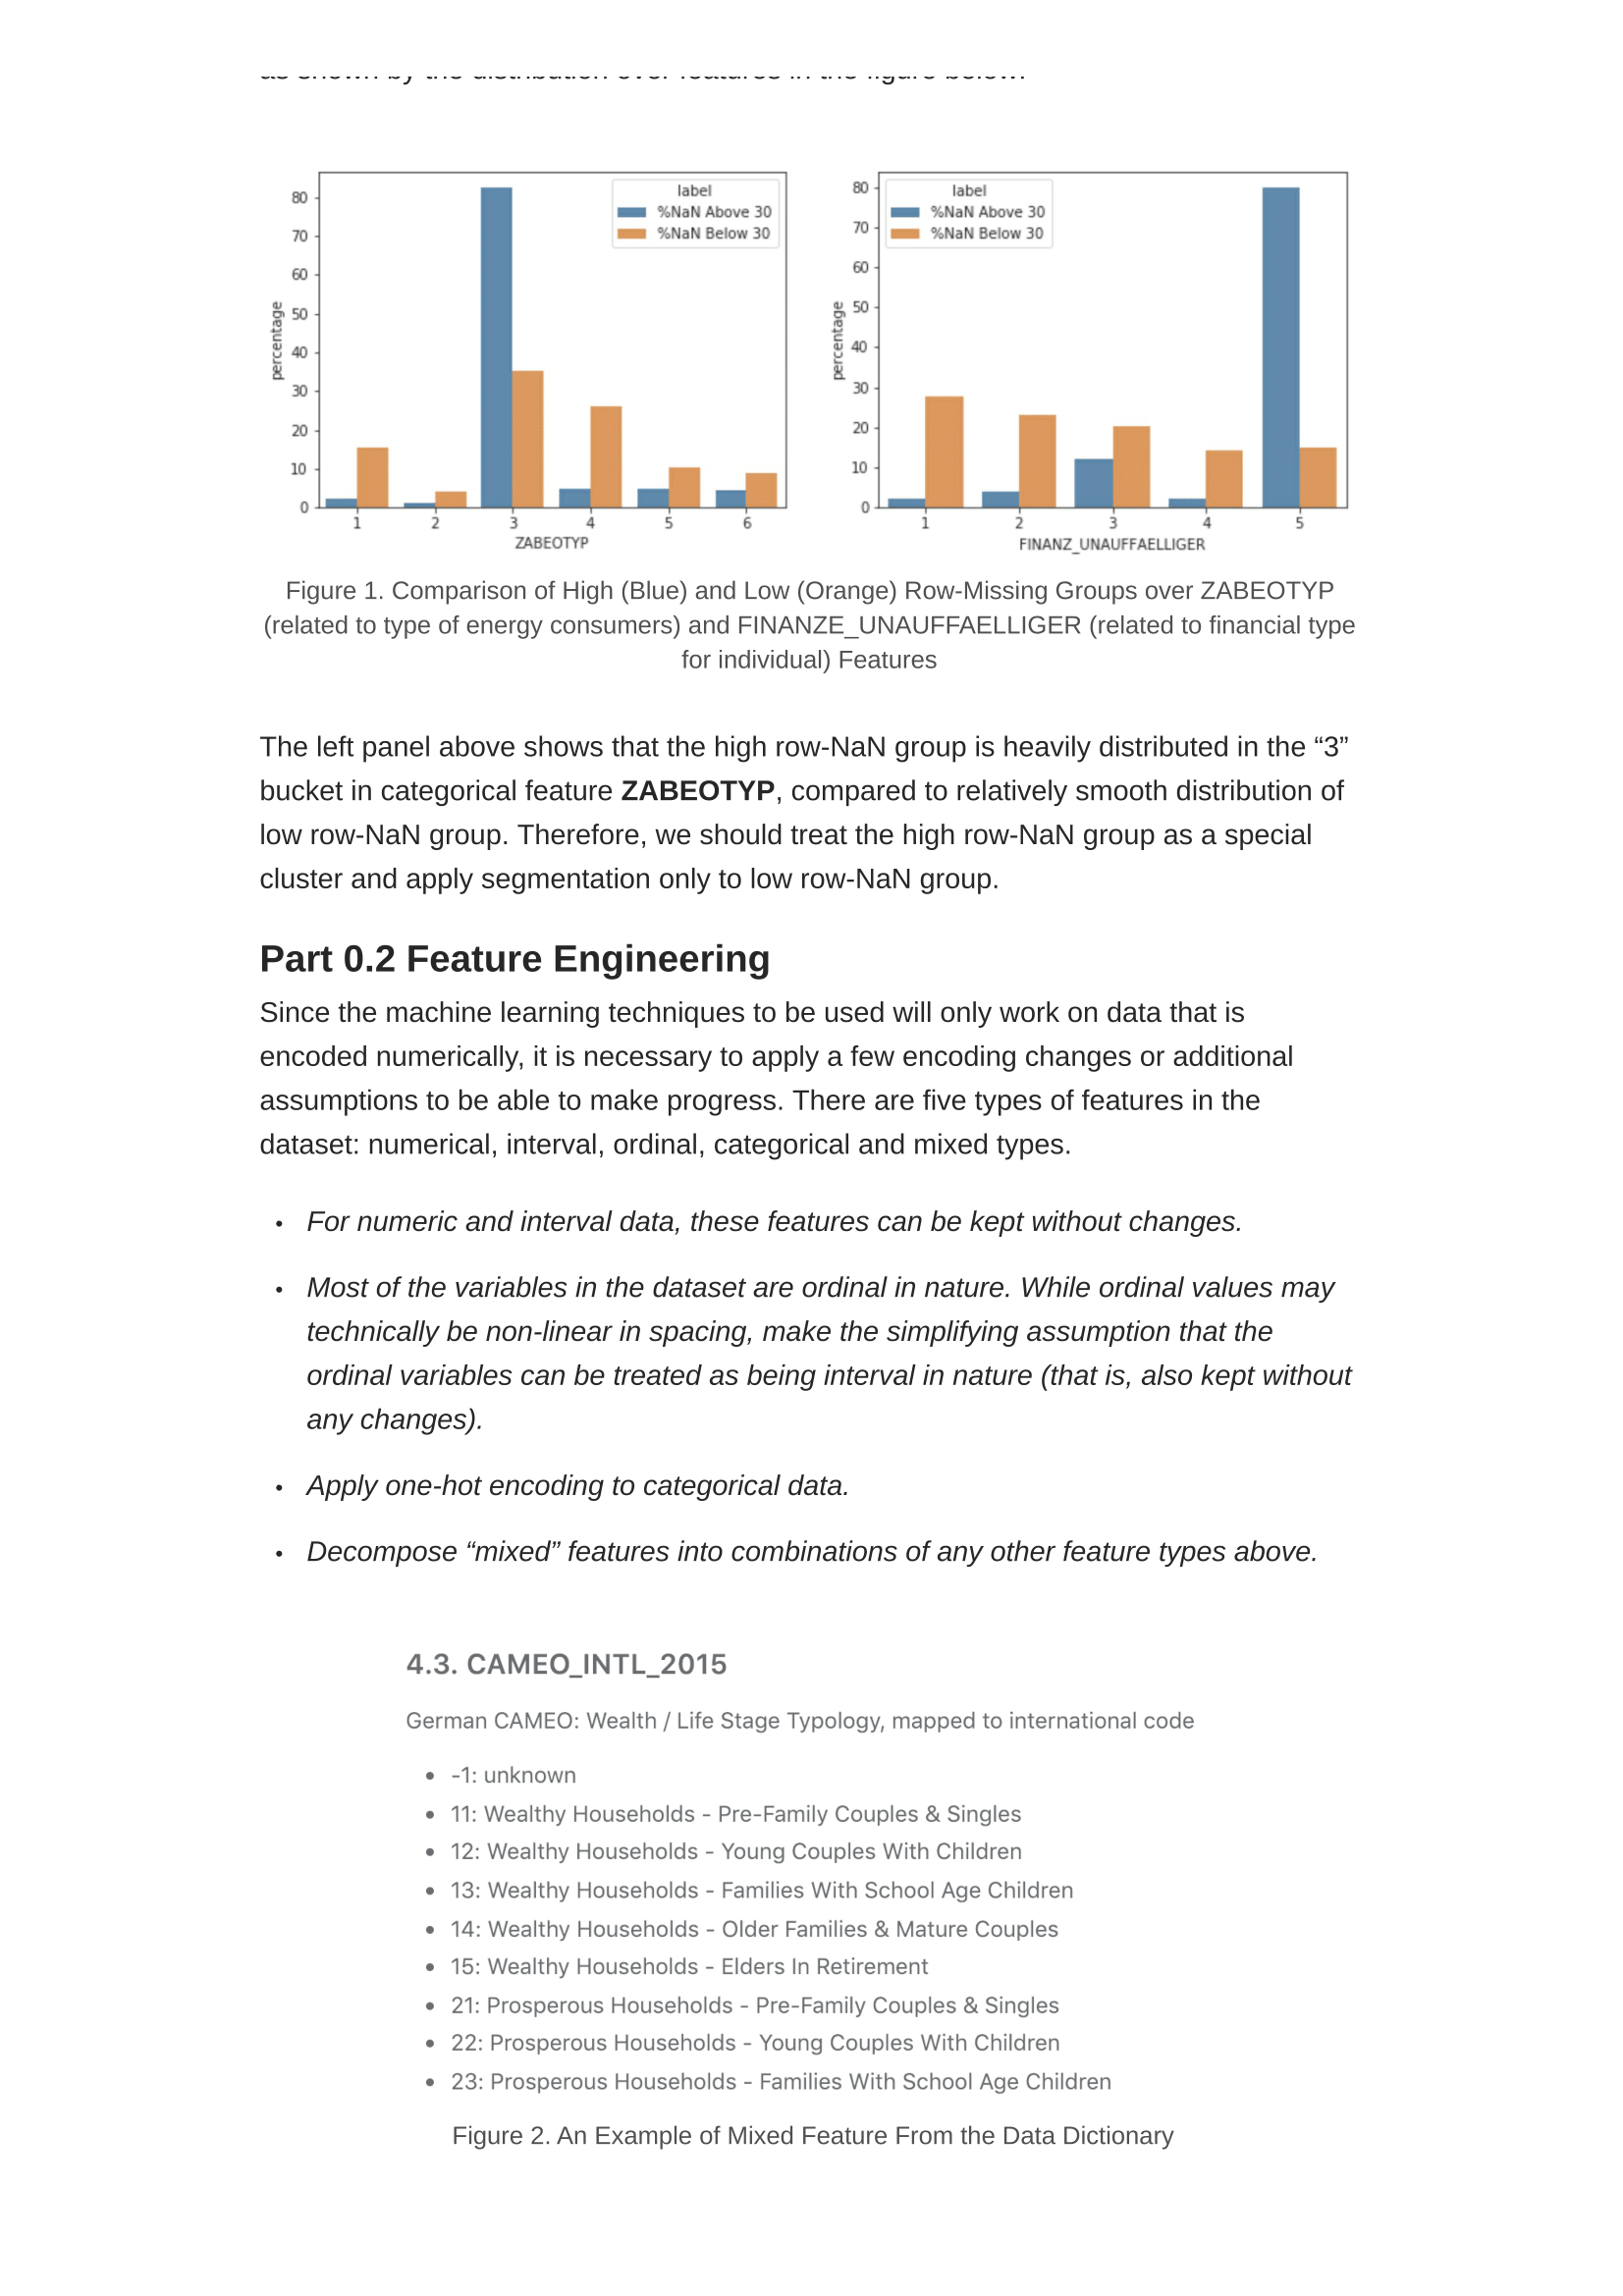 as shown by the distribution over features in the figure below.
label
%NaN Above 30
%NaN Below 30
80
70
60
50
40
30
20
10
0
percentage
1 2 3 4 5 6
ZABEOTYP
label
%NaN Above 30
%NaN Below 30
80
70
60
50
40
30
20
10
0
percentage
1 2 3 4 5
FINANZ_UNAUFFAELLIGER
Figure 1. Comparison of High (Blue) and Low (Orange) Row-Missing Groups over ZABEOTYP
(related to type of energy consumers) and FINANZE_UNAUFFAELLIGER (related to financial type
for individual) Features
The left panel above shows that the high row-NaN group is heavily distributed in the “3”
bucket in categorical feature ZABEOTYP, compared to relatively smooth distribution of
low row-NaN group. Therefore, we should treat the high row-NaN group as a special
cluster and apply segmentation only to low row-NaN group.
Part 0.2 Feature Engineering
Since the machine learning techniques to be used will only work on data that is
encoded numerically, it is necessary to apply a few encoding changes or additional
assumptions to be able to make progress. There are five types of features in the
dataset: numerical, interval, ordinal, categorical and mixed types.
• For numeric and interval data, these features can be kept without changes.
• Most of the variables in the dataset are ordinal in nature. While ordinal values may
technically be non-linear in spacing, make the simplifying assumption that the
ordinal variables can be treated as being interval in nature (that is, also kept without
any changes).
• Apply one-hot encoding to categorical data.
• Decompose “mixed” features into combinations of any other feature types above.
4.3. CAMEO_INTL_2015
German CAMEO: Wealth / Life Stage Typology, mapped to international code
• -1: unknown
• 11: Wealthy Households - Pre-Family Couples & Singles
• 12: Wealthy Households - Young Couples With Children
• 13: Wealthy Households - Families With School Age Children
• 14: Wealthy Households - Older Families & Mature Couples
• 15: Wealthy Households - Elders In Retirement
• 21: Prosperous Households - Pre-Family Couples & Singles
• 22: Prosperous Households - Young Couples With Children
• 23: Prosperous Households - Families With School Age Children
Figure 2. An Example of Mixed Feature From the Data Dictionary